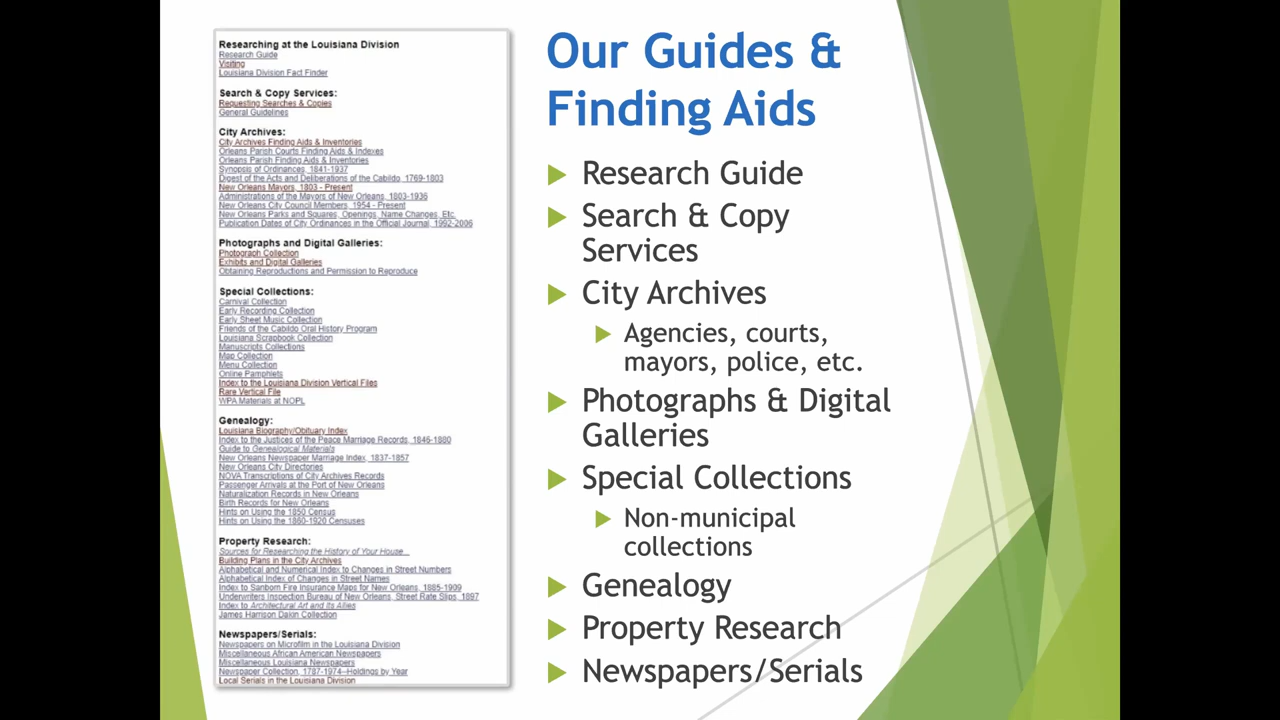 Researching at the Louisiana Division
Research Guide
Visiting
Louisiana Division Fact Finder
Search & Copy Services:
Requesting Searches & Copies
General Guidelines
City Archives:
City Archives Finding Aids & Inventories
Orleans Parish Courts Finding Aids & Indexes
Orleans Parish Finding Aids & Inventories
Synopsis of Ordinances, 1841-1937
Digest of the Acts and Deliberations of the Cabildo, 1769-1803
New Orleans Mayors, 1803 - Present
Administrations of the Mayors of New Orleans, 1803-1936
New Orleans City Council Members, 1954 - Present
New Orleans Parks and Squares, Openings, Name Changes, Etc.
Publication Dates of City Ordinances in the Official Journal, 1992-2006
Photographs and Digital Galleries:
Photograph Collection
Exhibits and Digital Galleries
Obtaining Reproductions and Permission to Reproduce
Special Collections:
Carnival Collection
Early Recording Collection
Early Sheet Music Collection
Friends of the Cabildo Oral History Program
Louisiana Scrapbook Collection
Manuscripts Collections
Map Collection
Menu Collection
Online Pamphlets
Index to the Louisiana Division Vertical Files
Rare Vertical File
WPA Materials at NOPL
Genealogy:
Louisiana Biography/Obituary Index
Index to the Justices of the Peace Marriage Records, 1846-1880
Guide to Genealogical Materials
New Orleans Newspaper Marriage Index, 1837-1857
New Orleans City Directories
NOVA Transcriptions of City Archives Records
Passenger Arrivals at the Port of New Orleans
Naturalization Records in New Orleans
Birth Records for New Orleans
Hints on Using the 1850 Census
Hints on Using the 1860-1920 Censuses
Property Research:
Sources for Researching the History of Your House...
Building Plans in the City Archives
Alphabetical and Numerical Index to Changes in Street Numbers
Alphabetical Index of Changes in Street Names
Index to Sanborn Fire Insurance Maps for New Orleans, 1885-1909
Underwriters Inspection Bureau of New Orleans, Street Rate Slips, 1897
Index to Architectural Art and Its Allies
James Harrison Dakin Collection
Newspapers/Serials:
Newspapers on Microfilm in the Louisiana Division
Miscellaneous African American Newspapers
Miscellaneous Louisiana Newspapers
Newspaper Collection, 1787-1974--Holdings by Year
Local Serials in the Louisiana Division
Our Guides &
Finding Aids
Research Guide
Search & Copy
Services
City Archives
Agencies, courts,
mayors, police, etc.
Photographs & Digital
Galleries
Special Collections
Non-municipal
collections
Genealogy
Property Research
Newspapers/Serials